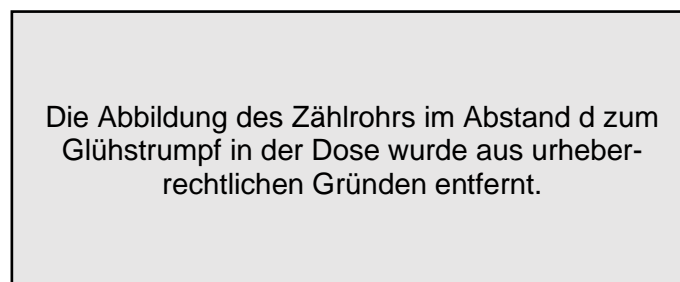 Die Abbildung des Zählrohrs im Abstand d zum
Glühstrumpf in der Dose wurde aus urheber-
rechtlichen Gründen entfernt.